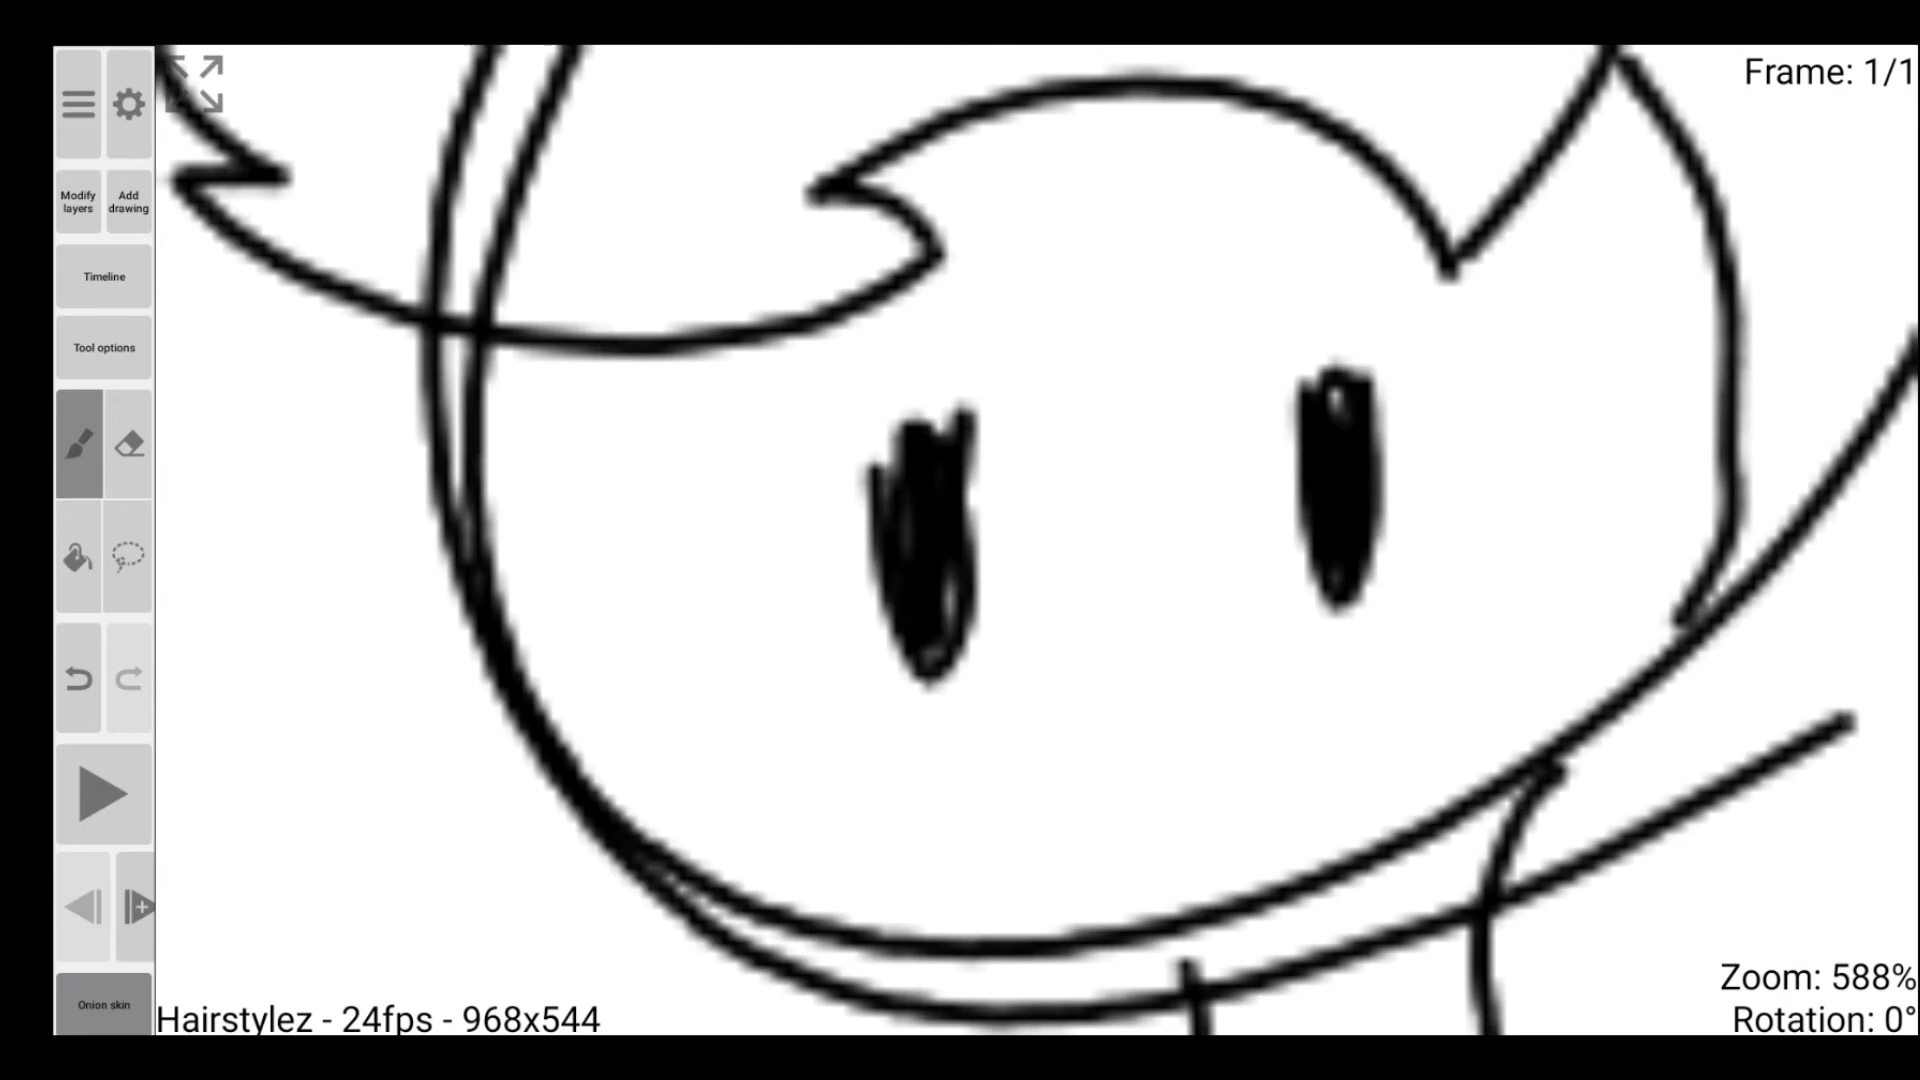 Frame: 1/1
Modify
layers
Add
drawing
Timeline
Tool options
Onion skin
Zoom: 588%
Hairstylez - 24fps - 968x544
Rotation: 0°